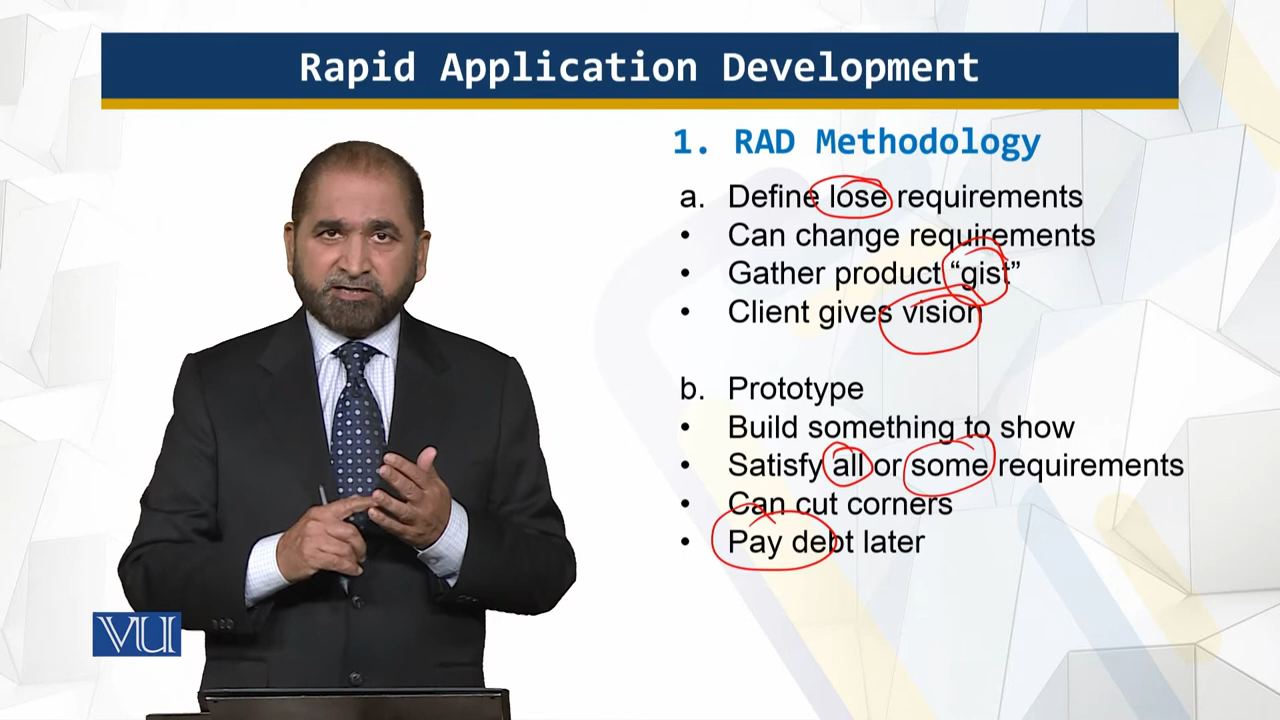 Rapid Application Development
1. RAD Methodology
a. Define lose requirements
• Can change requirements
• Gather product “gist”
• Client gives vision
b. Prototype
• Build something to show
• Satisfy all or some requirements
• Can cut corners
• Pay debt later
VU